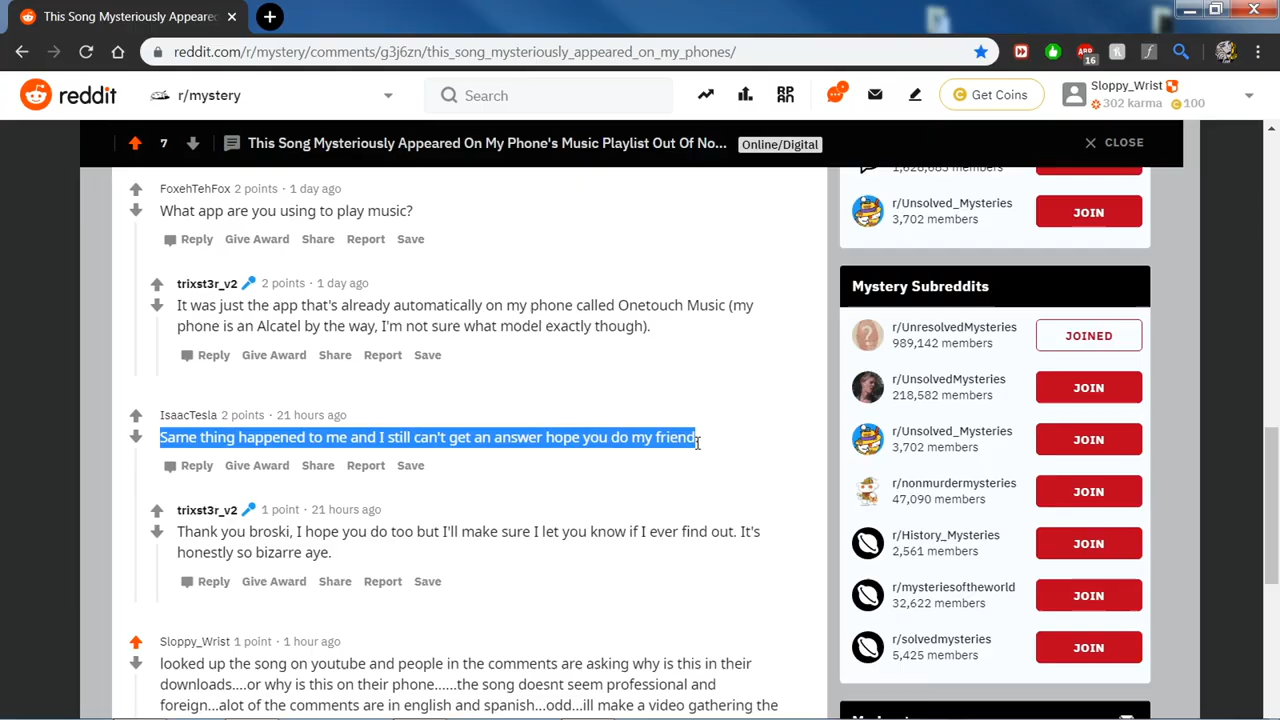 This Song Mysteriously Appeared
reddit.com/r/mystery/comments/g3j6zn/this_song_mysteriously_appeared_on_my_phones/
16
reddit
r/mystery
Search
Get Coins
Sloppy_Wrist
302 karma
100
7
This Song Mysteriously Appeared On My Phone's Music Playlist Out Of No...
Online/Digital
CLOSE
FoxehTehFox 2 points · 1 day ago
What app are you using to play music?
Reply Give Award Share Report Save
trixst3r_v2 2 points · 1 day ago
It was just the app that's already automatically on my phone called Onetouch Music (my
phone is an Alcatel by the way, I'm not sure what model exactly though).
Reply Give Award Share Report Save
IsaacTesla 2 points · 21 hours ago
Same thing happened to me and I still can't get an answer hope you do my friend
Reply Give Award Share Report Save
trixst3r_v2 1 point · 21 hours ago
Thank you broski, I hope you do too but I'll make sure I let you know if I ever find out. It's
honestly so bizarre aye.
Reply Give Award Share Report Save
Sloppy_Wrist 1 point · 1 hour ago
looked up the song on youtube and people in the comments are asking why is this in their
downloads....or why is this on their phone......the song doesnt seem professional and
foreign...alot of the comments are in english and spanish...odd...ill make a video gathering the
r/Unsolved_Mysteries
3,702 members
JOIN
Mystery Subreddits
r/UnresolvedMysteries
989,142 members
JOINED
r/UnsolvedMysteries
218,582 members
JOIN
r/Unsolved_Mysteries
3,702 members
JOIN
r/nonmurdermysteries
47,090 members
JOIN
r/History_Mysteries
2,561 members
JOIN
r/mysteriesoftheworld
32,622 members
JOIN
r/solvedmysteries
5,425 members
JOIN